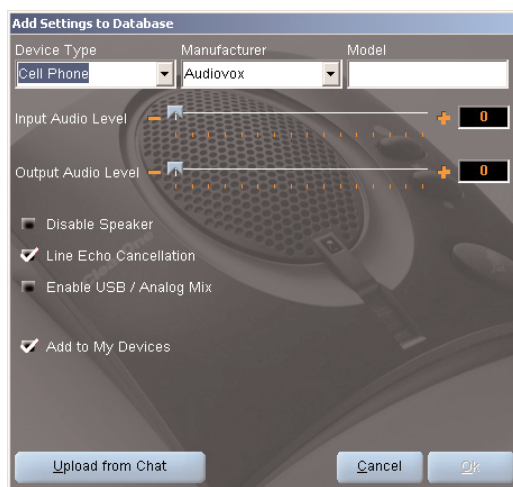 Add Settings to Database
Device Type Manufacturer Model
Cell Phone Audiovox
Input Audio Level 0
Output Audio Level 0
Disable Speaker
Line Echo Cancellation
ClearOne
Enable USB / Analog Mix
Add to My Devices
Upload from Chat Cancel Ok